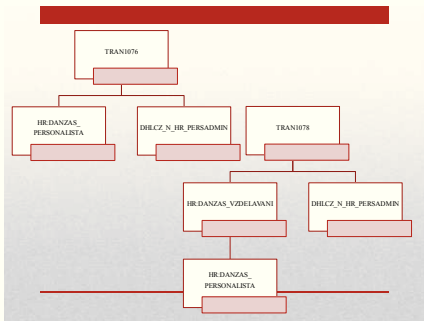 TRAN1076
HR:DANZAS_
PERSONALISTA
DHLCZ_N_HR_PERSADMIN
TRAN1078
HR:DANZAS_VZDELAVANI
DHLCZ_N_HR_PERSADMIN
HR:DANZAS_
PERSONALISTA